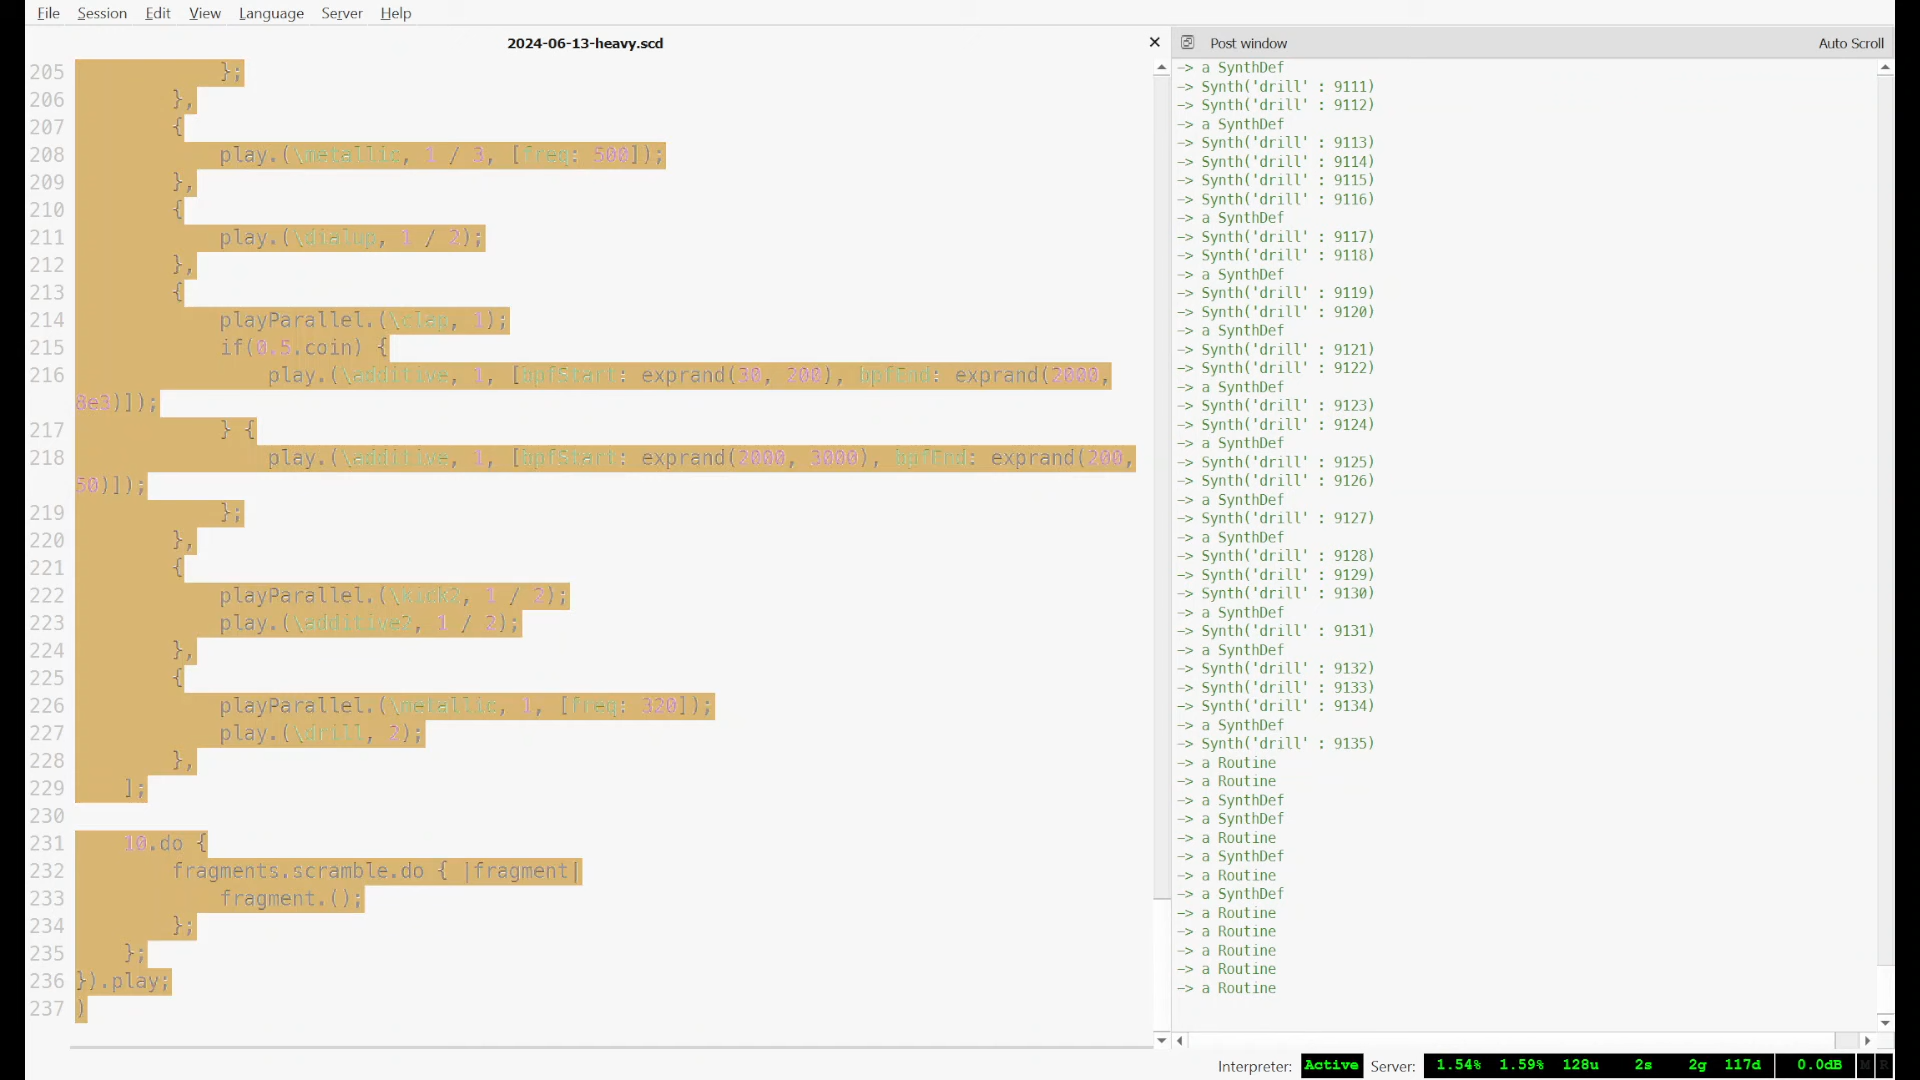 File Session Edit View Language Server Help
2024-06-13-heavy.scd
205 };
206 },
207 {
208 play.(\metallic, 1 / 3, [freq: 500]);
209 },
210 {
211 play.(\dialup, 1 / 2);
212 },
213 {
214 playParallel.(\clap, 1);
215 if(0.5.coin) {
216 play.(\additive, 1, [bpfStart: exprand(30, 200), bpfEnd: exprand(2000,
8e3)]);
217 } {
218 play.(\additive, 1, [bpfStart: exprand(2000, 3000), bpfEnd: exprand(200,
50)]);
219 };
220 },
221 {
222 playParallel.(\kick2, 1 / 2);
223 play.(\additive2, 1 / 2);
224 },
225 {
226 playParallel.(\metallic, 1, [freq: 320]);
227 play.(\drill, 2);
228 },
229 ];
230
231 10.do {
232 fragments.scramble.do { |fragment|
233 fragment.();
234 };
235 };
236 }).play;
237 )
Post window Auto Scroll
-> a SynthDef
-> Synth('drill' : 9111)
-> Synth('drill' : 9112)
-> a SynthDef
-> Synth('drill' : 9113)
-> Synth('drill' : 9114)
-> Synth('drill' : 9115)
-> Synth('drill' : 9116)
-> a SynthDef
-> Synth('drill' : 9117)
-> Synth('drill' : 9118)
-> a SynthDef
-> Synth('drill' : 9119)
-> Synth('drill' : 9120)
-> a SynthDef
-> Synth('drill' : 9121)
-> Synth('drill' : 9122)
-> a SynthDef
-> Synth('drill' : 9123)
-> Synth('drill' : 9124)
-> a SynthDef
-> Synth('drill' : 9125)
-> Synth('drill' : 9126)
-> a SynthDef
-> Synth('drill' : 9127)
-> a SynthDef
-> Synth('drill' : 9128)
-> Synth('drill' : 9129)
-> Synth('drill' : 9130)
-> a SynthDef
-> Synth('drill' : 9131)
-> a SynthDef
-> Synth('drill' : 9132)
-> Synth('drill' : 9133)
-> Synth('drill' : 9134)
-> a SynthDef
-> Synth('drill' : 9135)
-> a Routine
-> a Routine
-> a SynthDef
-> a SynthDef
-> a Routine
-> a SynthDef
-> a Routine
-> a SynthDef
-> a Routine
-> a Routine
-> a Routine
-> a Routine
-> a Routine
Interpreter: Active Server: 1.54% 1.59% 128u 2s 2g 117d 0.0dB M R